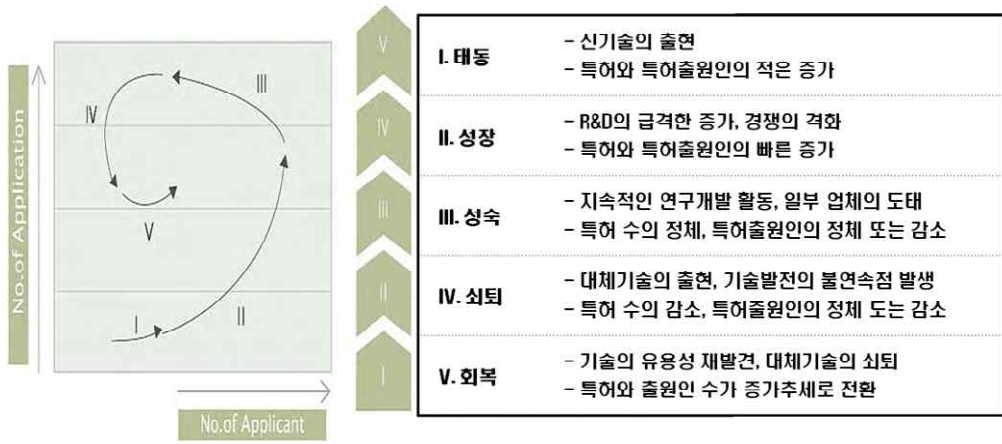 No.of Application
No.of Applicant
I
II
III
IV
V
V
IV
III
II
I
I. 태동
- 신기술의 출현
- 특허와 특허출원인의 적은 증가
II. 성장
- R&D의 급격한 증가, 경쟁의 격화
- 특허와 특허출원인의 빠른 증가
III. 성숙
- 지속적인 연구개발 활동, 일부 업체의 도태
- 특허 수의 정체, 특허출원인의 정체 또는 감소
IV. 쇠퇴
- 대체기술의 출현, 기술발전의 불연속점 발생
- 특허 수의 감소, 특허출원인의 정체 도는 감소
V. 회복
- 기술의 유용성 재발견, 대체기술의 쇠퇴
- 특허와 출원인 수가 증가추세로 전환